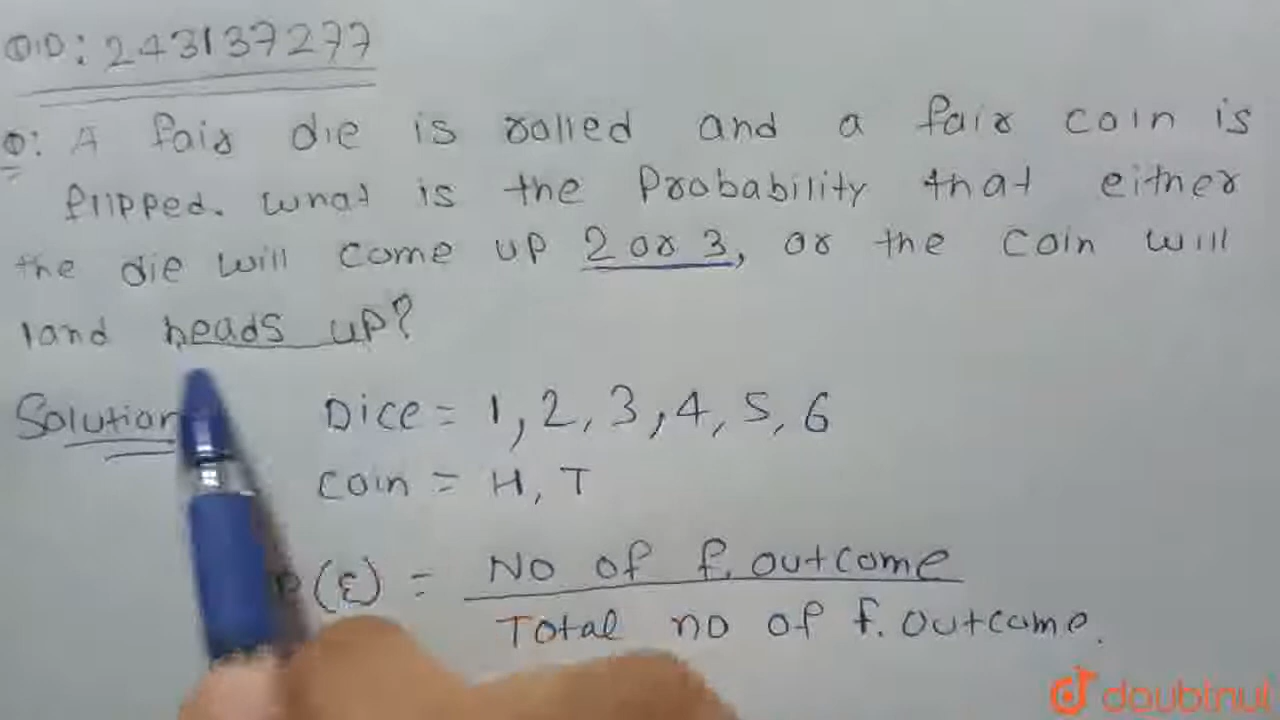 QID: 243137277
Q: A fair die is rolled and a fair coin is
flipped. What is the Probability that either
the die will come up 2 or 3, or the coin will
land heads up?
Solution Dice = 1, 2, 3, 4, 5, 6
Coin = H, T
P(E) = No of f. outcome
Total no of f. outcome.
doubtnut